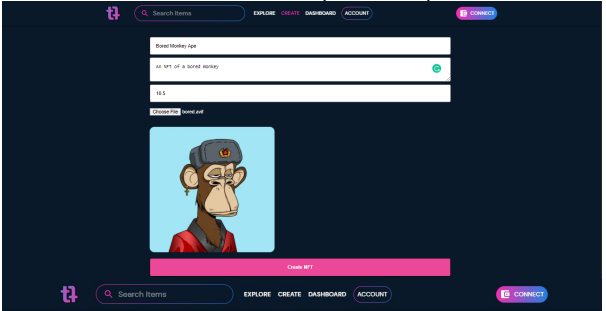 Search Items EXPLORE CREATE DASHBOARD ACCOUNT CONNECT
Bored Monkey Ape
An NFT of a bored monkey
10.5
Choose File bored.avif
Create NFT
Search Items EXPLORE CREATE DASHBOARD ACCOUNT CONNECT